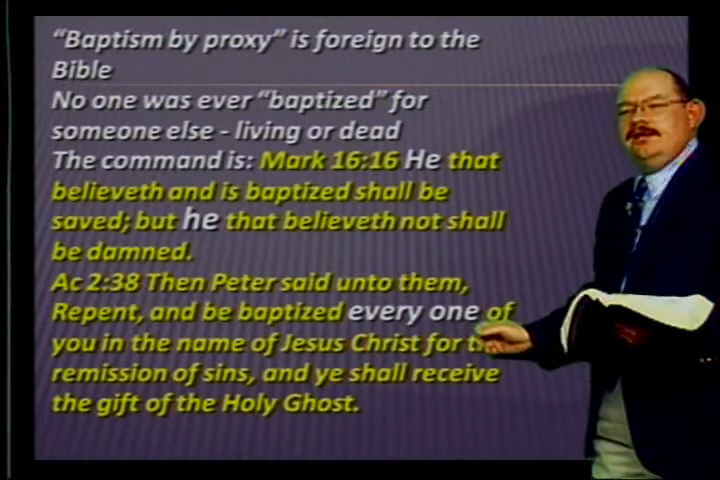 “Baptism by proxy” is foreign to the
Bible
No one was ever “baptized” for
someone else - living or dead
The command is: Mark 16:16 He that
believeth and is baptized shall be
saved; but he that believeth not shall
be damned.
Ac 2:38 Then Peter said unto them,
Repent, and be baptized every one of
you in the name of Jesus Christ for
remission of sins, and ye shall receive
the gift of the Holy Ghost.